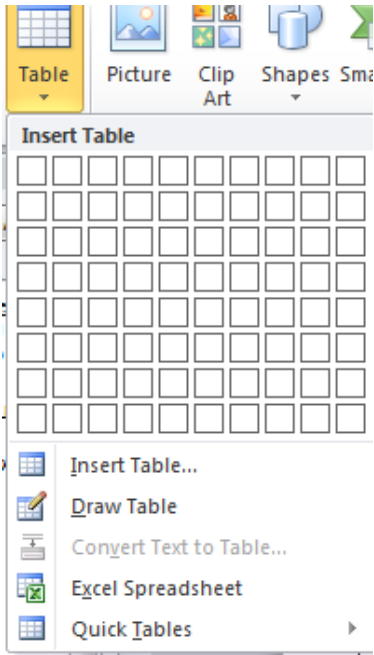 Table Picture Clip Shapes Sma
Art
Insert Table
Insert Table...
Draw Table
Convert Text to Table...
Excel Spreadsheet
Quick Tables